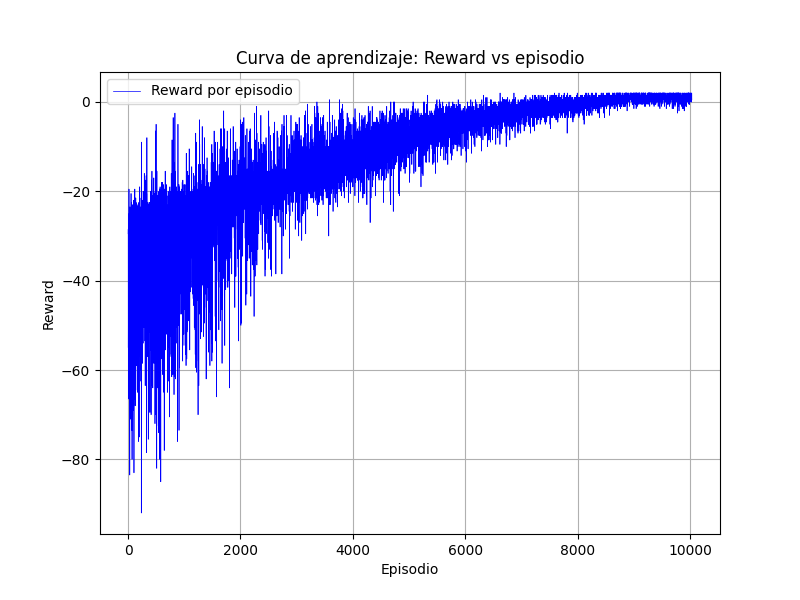 Curva de aprendizaje: Reward vs episodio
Reward por episodio
0
−20
−40
−60
−80
Reward
0 2000 4000 6000 8000 10000
Episodio